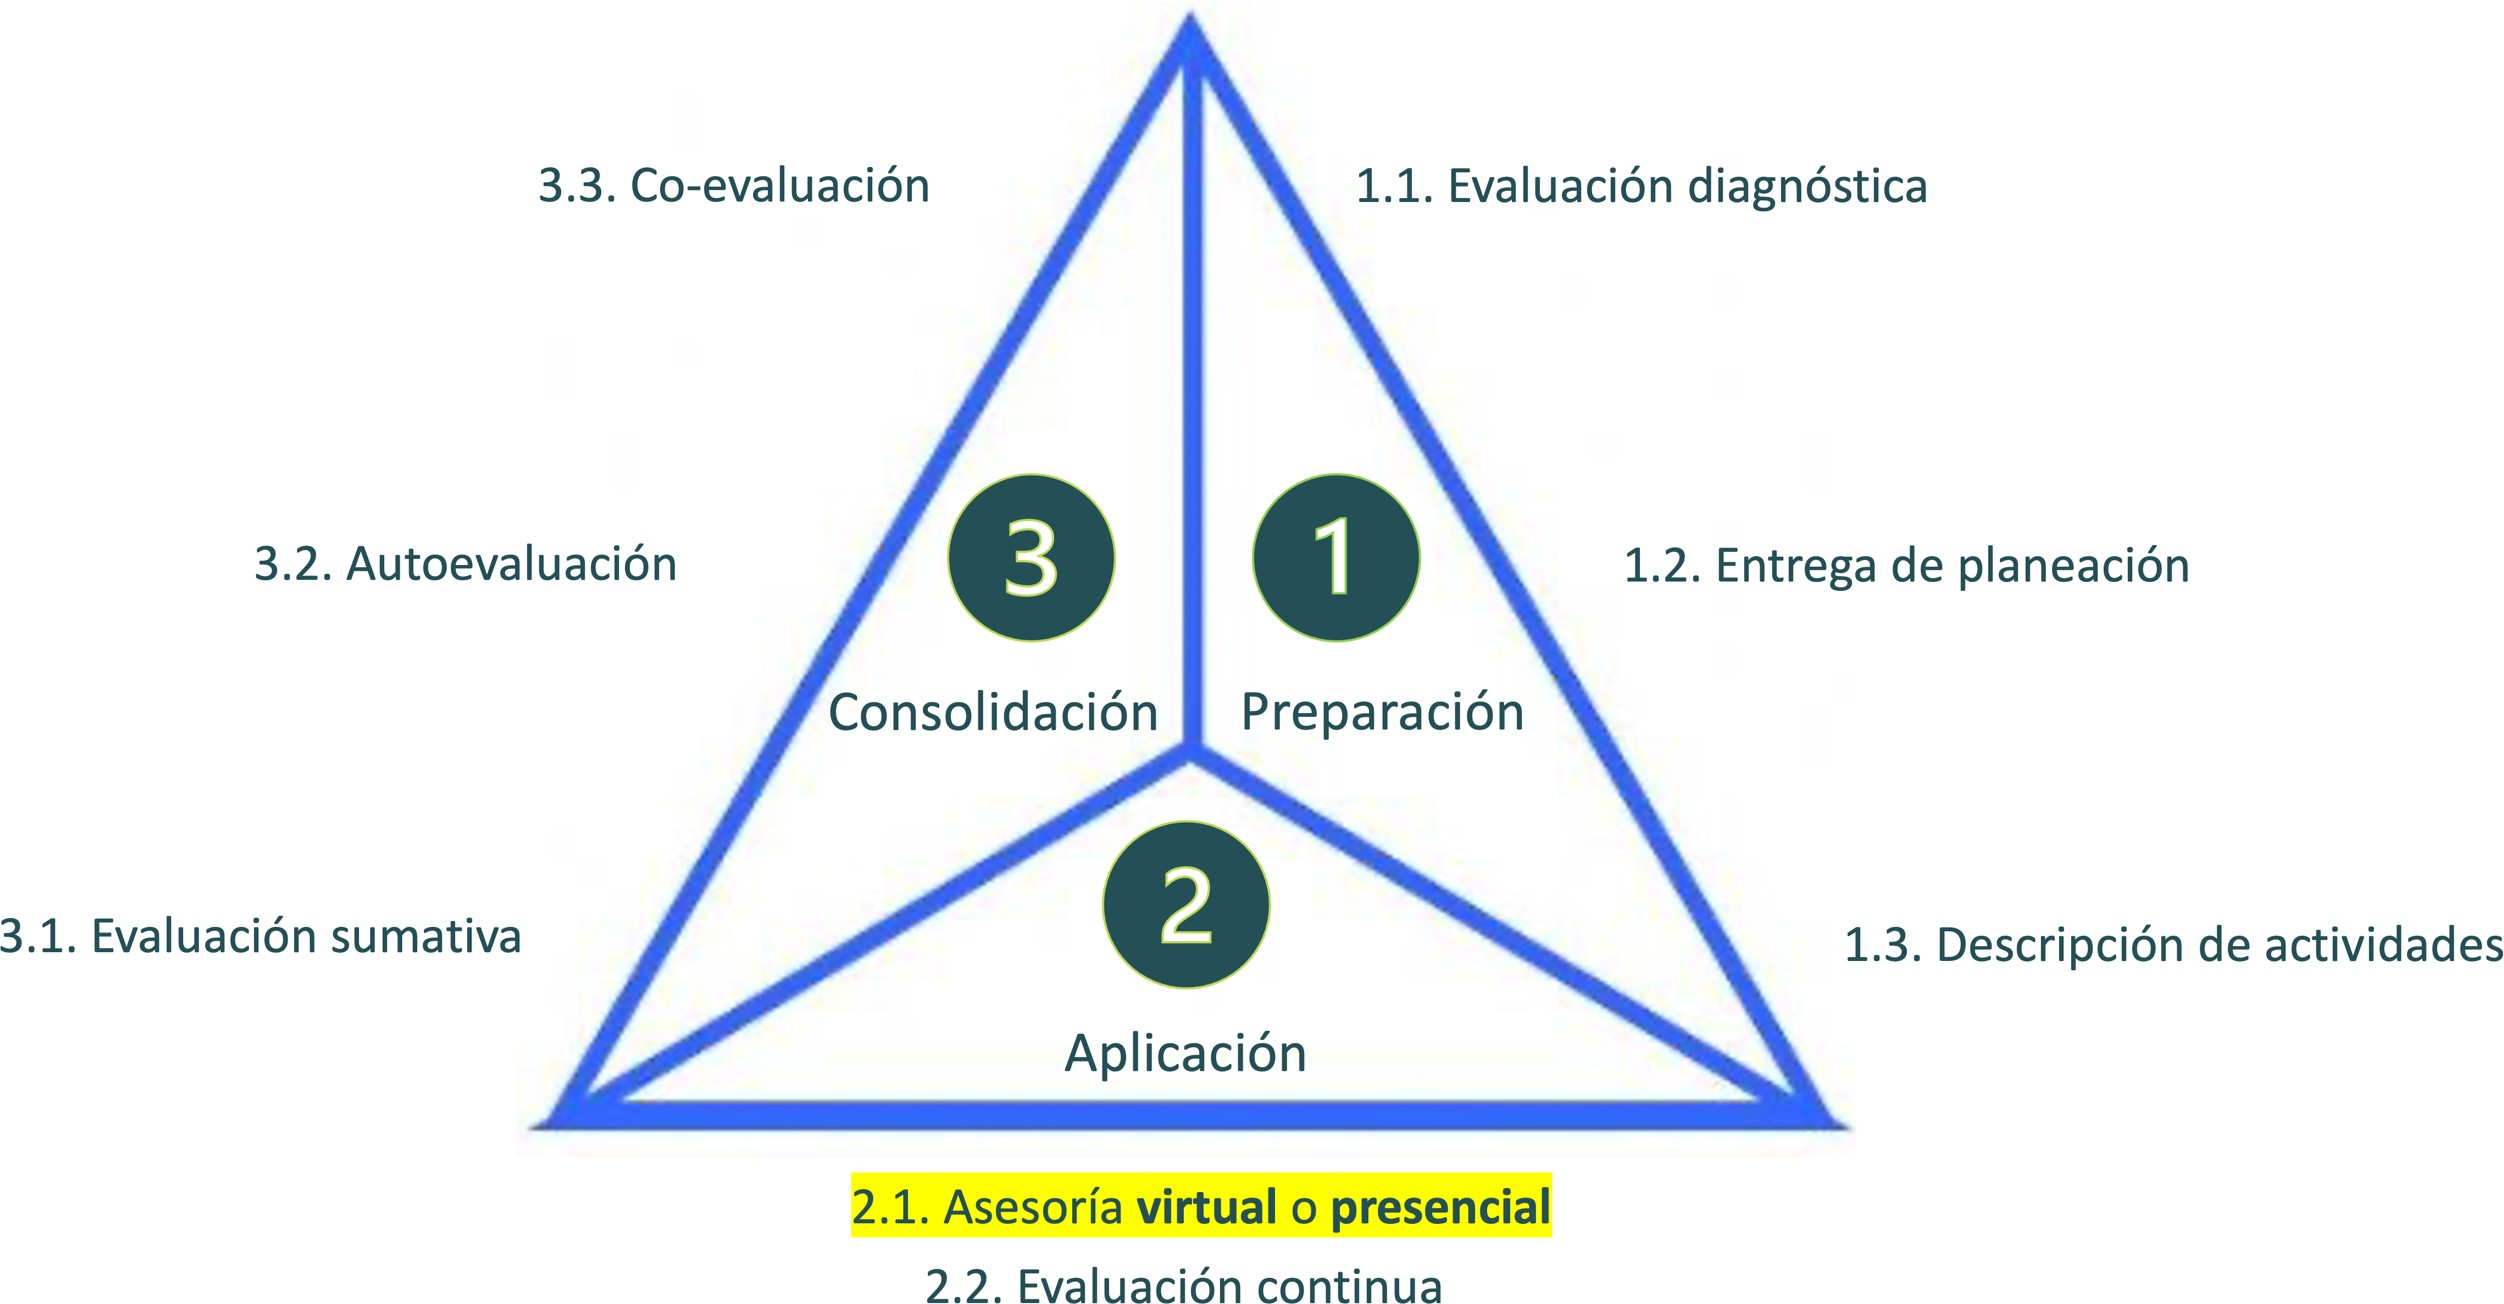 3.3. Co-evaluación
1.1. Evaluación diagnóstica
3
1
3.2. Autoevaluación
1.2. Entrega de planeación
Consolidación
Preparación
2
3.1. Evaluación sumativa
1.3. Descripción de actividades
Aplicación
2.1. Asesoría virtual o presencial
2.2. Evaluación continua